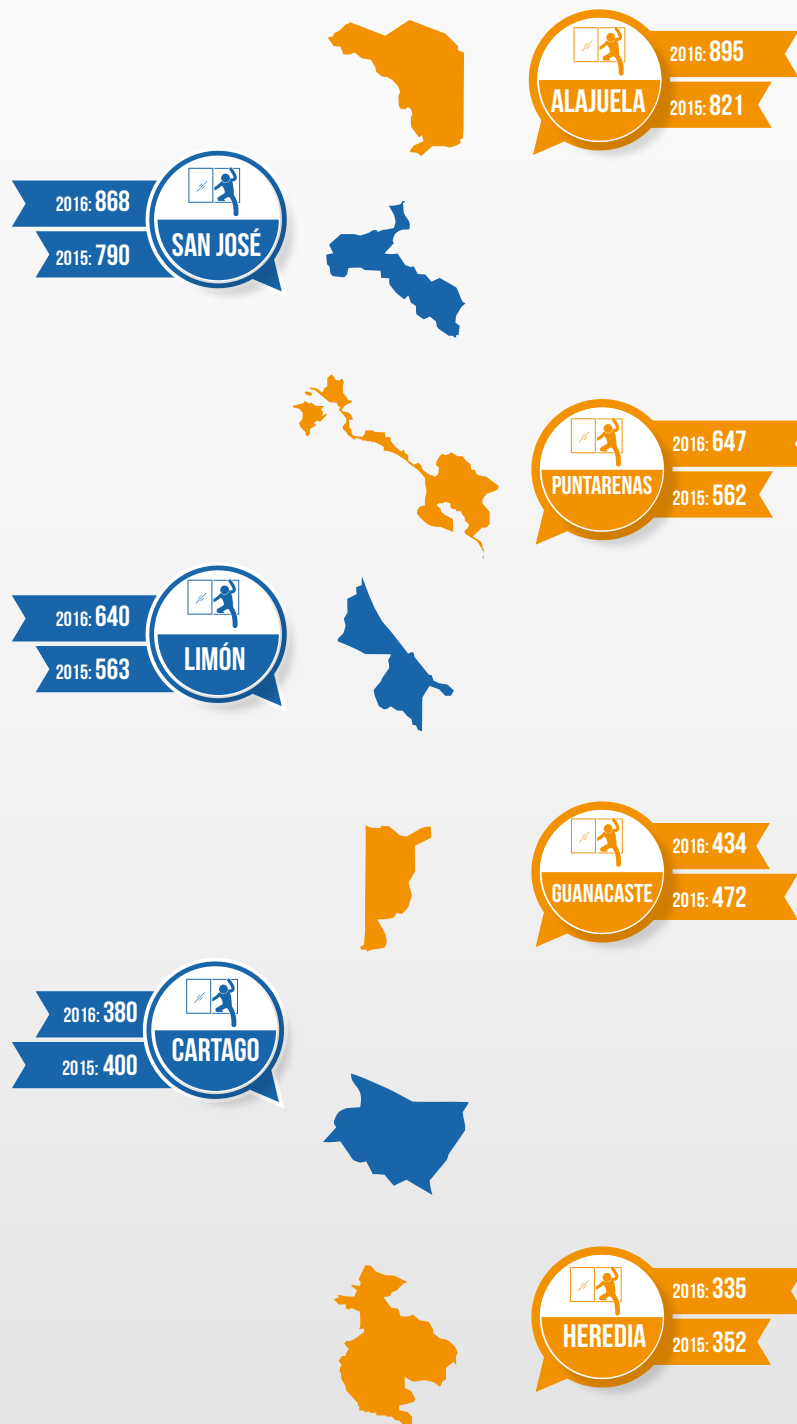 2016: 895
ALAJUELA
2015: 821
2016: 868
SAN JOSÉ
2015: 790
2016: 647
PUNTARENAS
2015: 562
2016: 640
LIMÓN
2015: 563
2016: 434
GUANACASTE
2015: 472
2016: 380
CARTAGO
2015: 400
2016: 335
HEREDIA
2015: 352